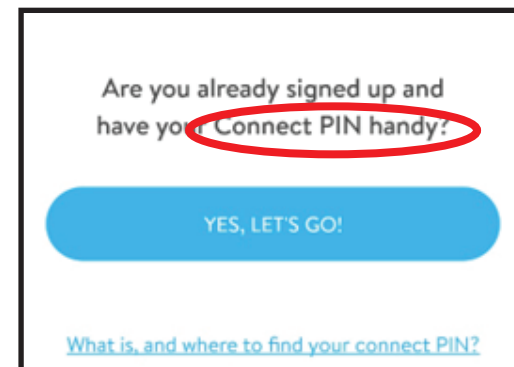 Are you already signed up and
have your Connect PIN handy?
YES, LET'S GO!
What is, and where to find your connect PIN?